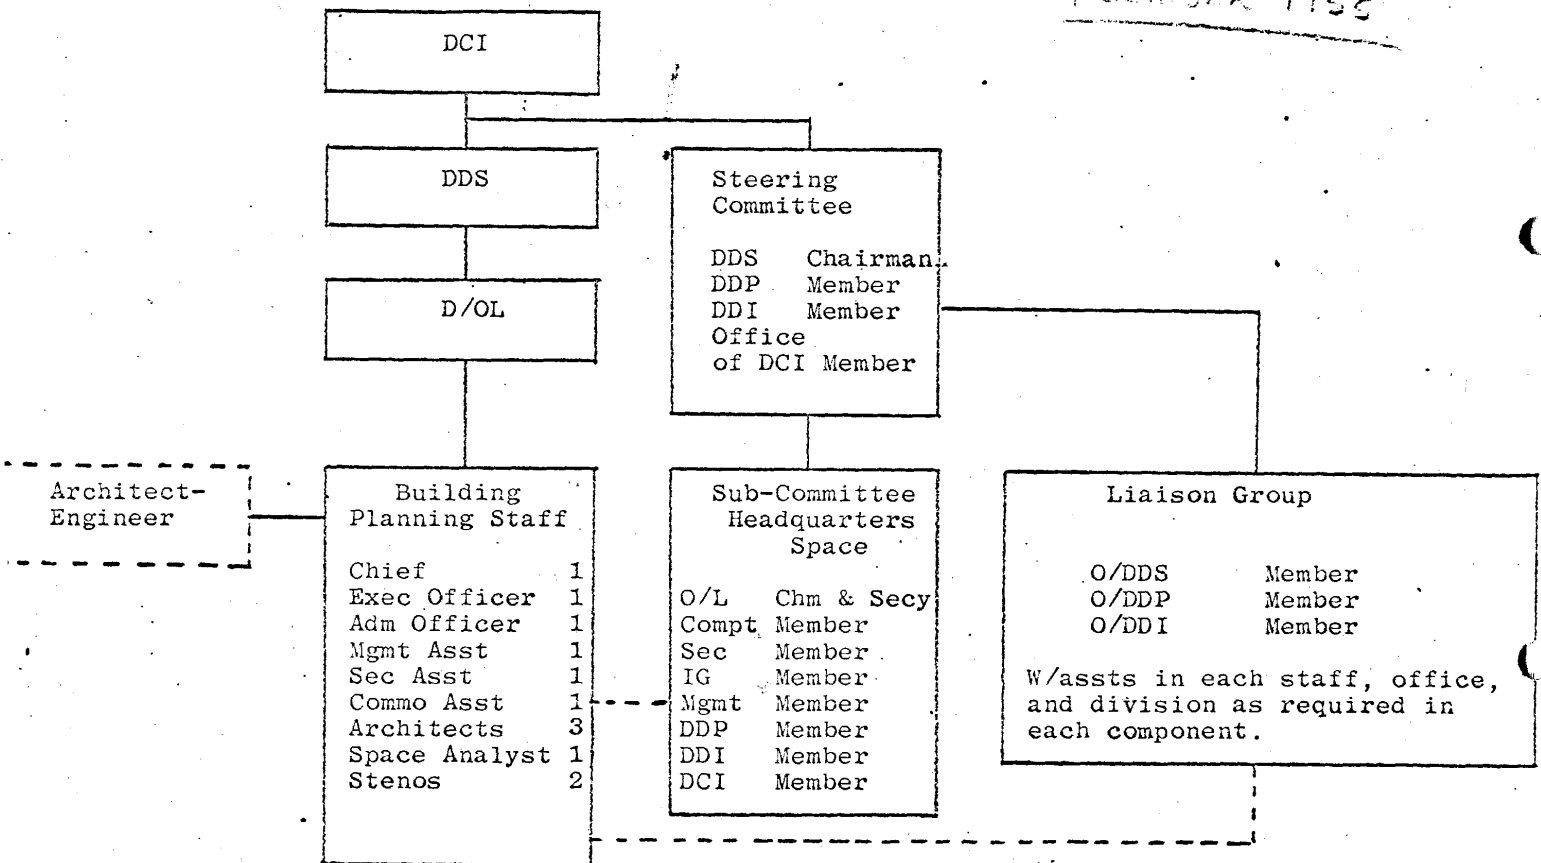 1955
DCI
DDS
D/OL
Steering
Committee
DDS Chairman
DDP Member
DDI Member
Office
of DCI Member
Architect-
Engineer
Building
Planning Staff
Chief 1
Exec Officer 1
Adm Officer 1
Mgmt Asst 1
Sec Asst 1
Commo Asst 1
Architects 3
Space Analyst 1
Stenos 2
Sub-Committee
Headquarters
Space
O/L Chm & Secy
Compt Member
Sec Member
IG Member
Mgmt Member
DDP Member
DDI Member
DCI Member
Liaison Group
O/DDS Member
O/DDP Member
O/DDI Member
W/assts in each staff, office,
and division as required in
each component.